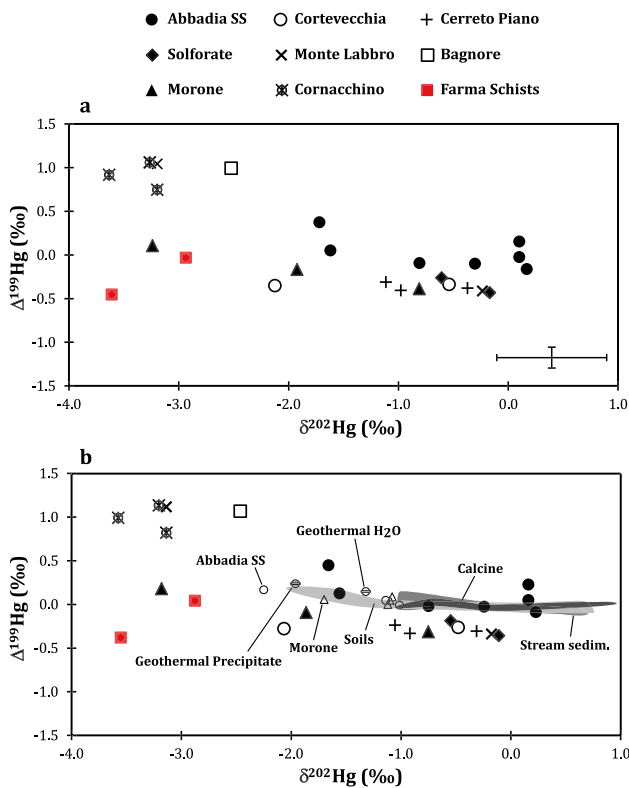 Abbadia SS Cortevecchia Cerreto Piano
Solforate Monte Labbro Bagnore
Morone Cornacchino Farma Schists
a
1.5
1.0
0.5
0.0
-0.5
-1.0
-1.5
Δ¹⁹⁹Hg (‰)
-4.0 -3.0 -2.0 -1.0 0.0 1.0
δ²⁰²Hg (‰)
b
1.5
1.0
0.5
0.0
-0.5
-1.0
-1.5
Δ¹⁹⁹Hg (‰)
Geothermal H2O
Abbadia SS
Calcine
Morone
Soils
Stream sedim.
Geothermal Precipitate
-4.0 -3.0 -2.0 -1.0 0.0 1.0
δ²⁰²Hg (‰)